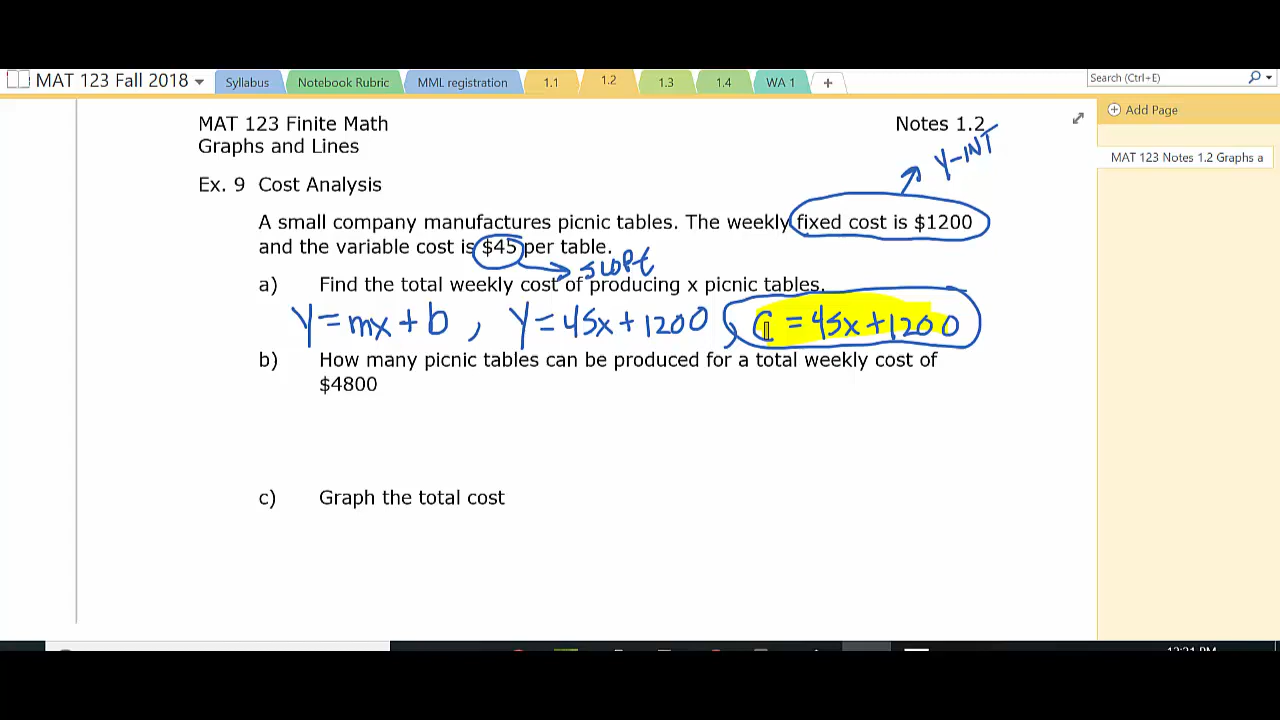 MAT 123 Fall 2018 Syllabus Notebook Rubric MML registration 1.1 1.2 1.3 1.4 WA 1 + Search (Ctrl+E)
Add Page
MAT 123 Notes 1.2 Graphs a
MAT 123 Finite Math Notes 1.2
Graphs and Lines
Y-INT
Ex. 9 Cost Analysis
A small company manufactures picnic tables. The weekly fixed cost is $1200
and the variable cost is $45 per table.
SLOPE
a) Find the total weekly cost of producing x picnic tables.
Y = mx + b , Y = 45x + 1200 , C = 45x + 1200
b) How many picnic tables can be produced for a total weekly cost of
$4800
c) Graph the total cost